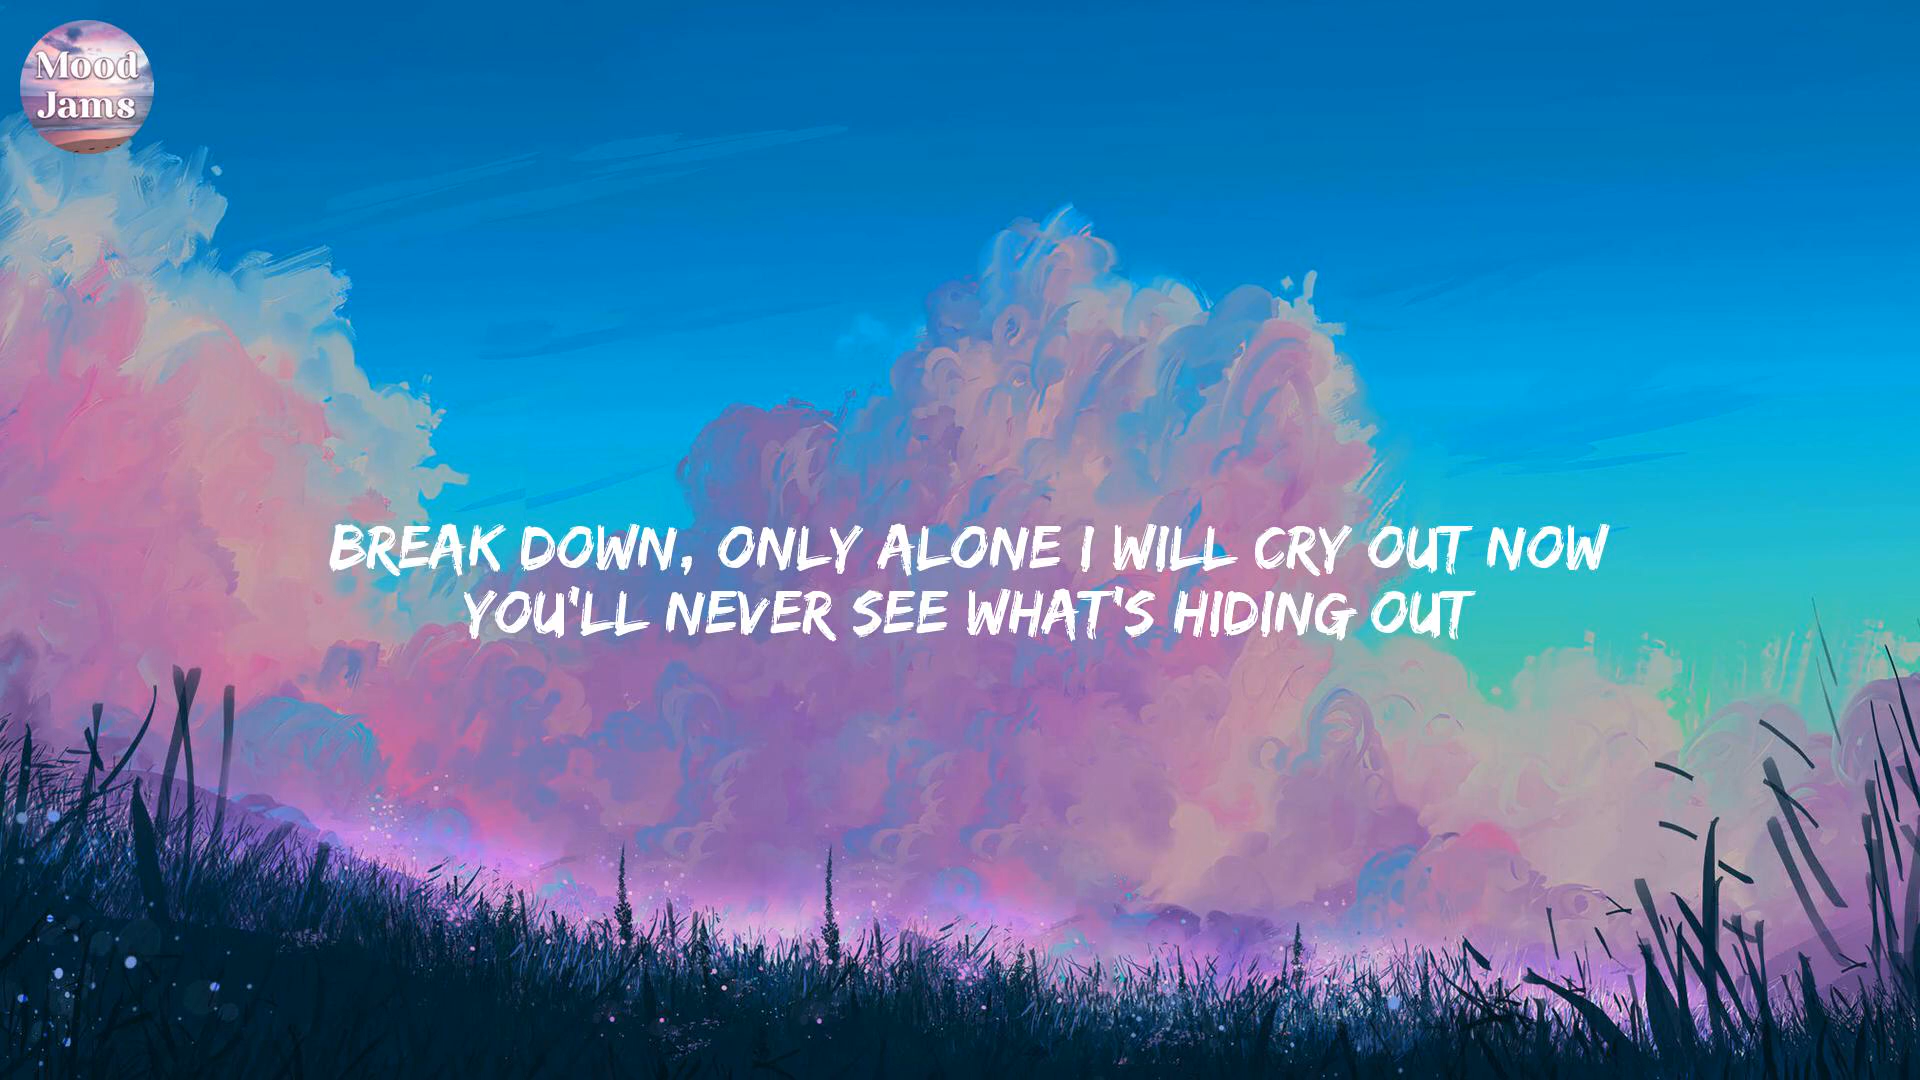 Mood
Jams
BREAK DOWN, ONLY ALONE I WILL CRY OUT NOW
YOU'LL NEVER SEE WHAT'S HIDING OUT